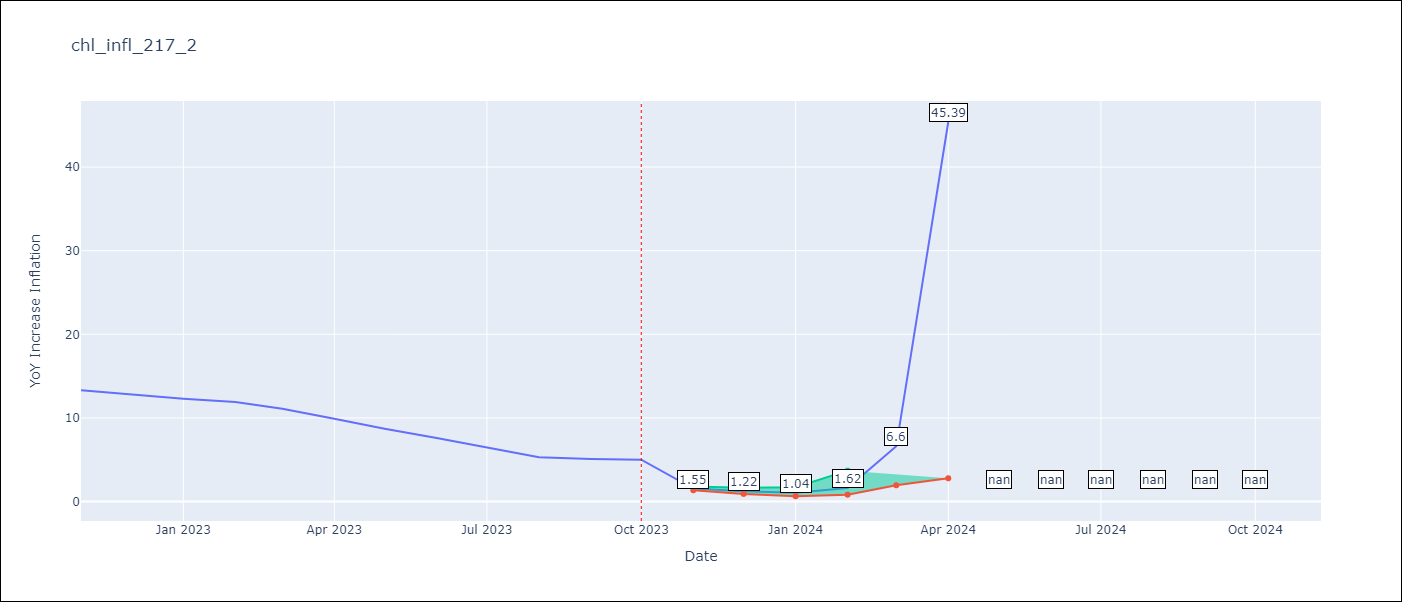 chl_infl_217_2
45.39
40
30
YoY Increase Inflation
20
10
6.6
1.55
1.22
1.04
1.62
nan
nan
nan
nan
nan
nan
0
Jan 2023
Apr 2023
Jul 2023
Oct 2023
Jan 2024
Apr 2024
Jul 2024
Oct 2024
Date